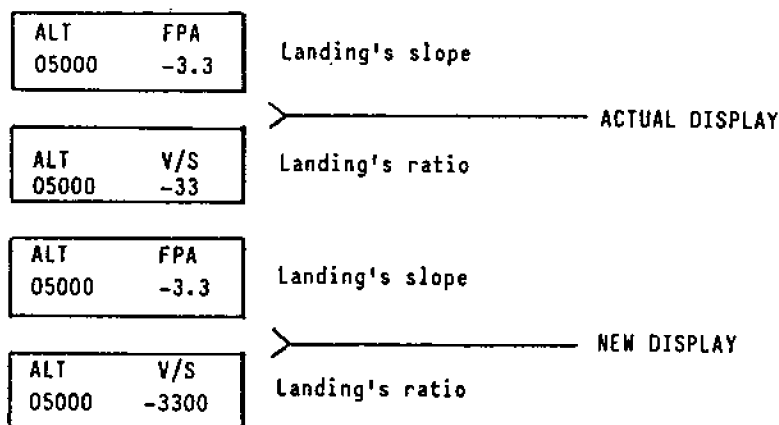 ALT FPA
05000 -3.3
Landing's slope
ACTUAL DISPLAY
ALT V/S
05000 -33
Landing's ratio
ALT FPA
05000 -3.3
Landing's slope
NEW DISPLAY
ALT V/S
05000 -3300
Landing's ratio